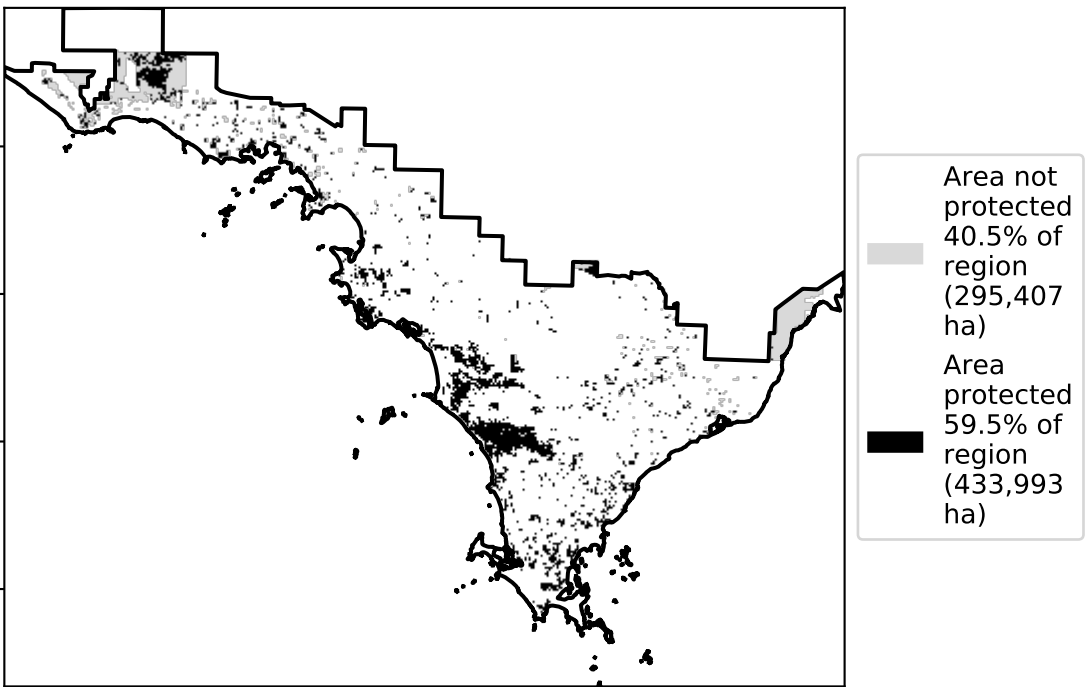 Area not
protected
40.5% of
region
(295,407
ha)
Area
protected
59.5% of
region
(433,993
ha)